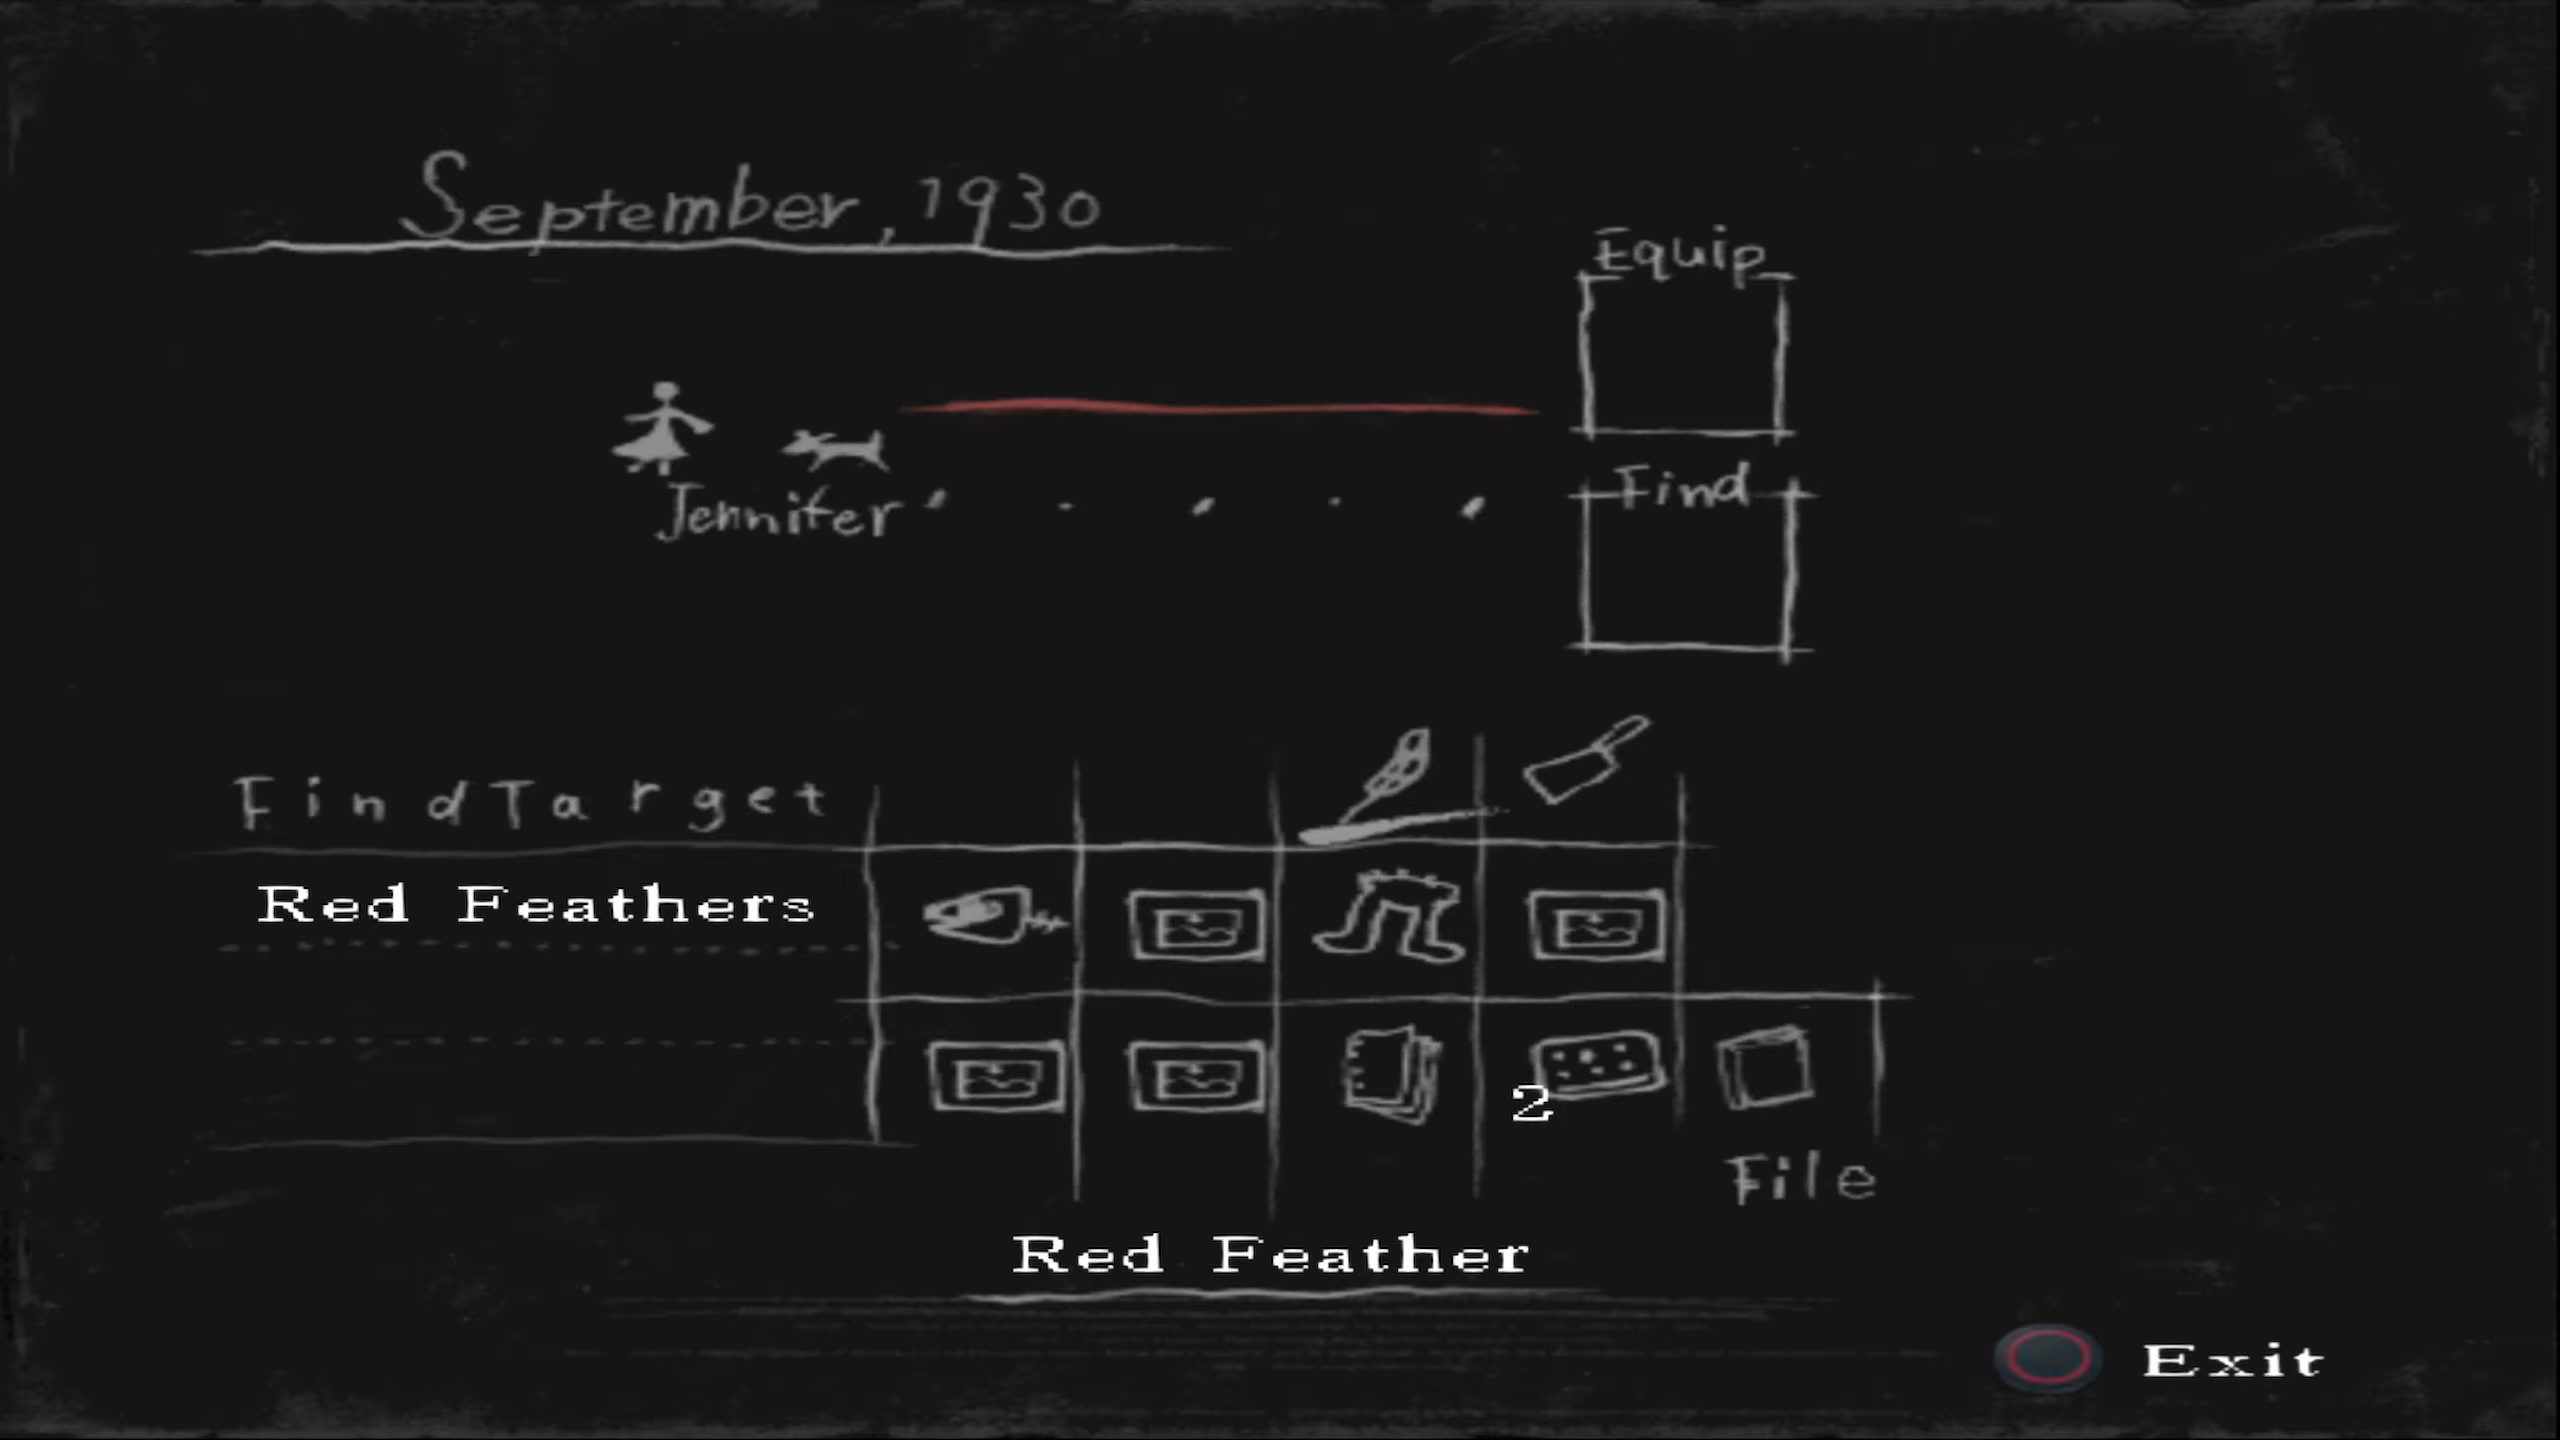 September, 1930
Equip
Jennifer
Find
FindTarget
Red Feathers
2
File
Red Feather
Exit